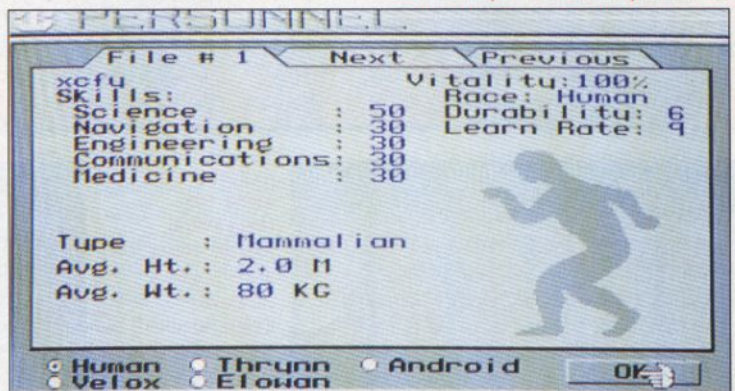 PERSONNEL
File # 1 Next Previous
xcfy Vitality:100%
Skills: Race: Human
Science : 50 Durability: 6
Navigation : 30 Learn Rate: 9
Engineering : 30
Communications: 30
Medicine : 30
Type : Mammalian
Avg. Ht.: 2.0 M
Avg. Wt.: 80 KG
Human Thrynn Android OK
Velox Elowan